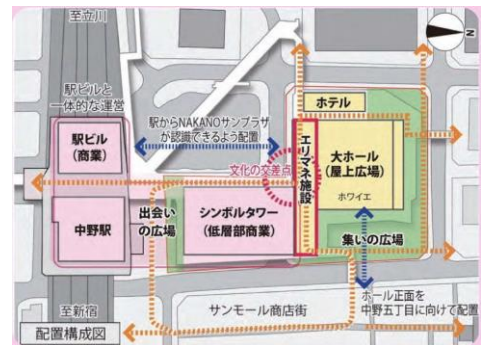 至立川
N
駅ビルと
一体的な運営
ホテル
駅からNAKANOサンプラザ
が認識できるよう配置
駅ビル
(商業)
エリマネ施設
大ホール
(屋上広場)
文化の交差点
ホワイエ
出会い
の広場
シンボルタワー
(低層部商業)
中野駅
集いの広場
至新宿
サンモール商店街
ホール正面を
中野五丁目に向けて配置
配置構成図